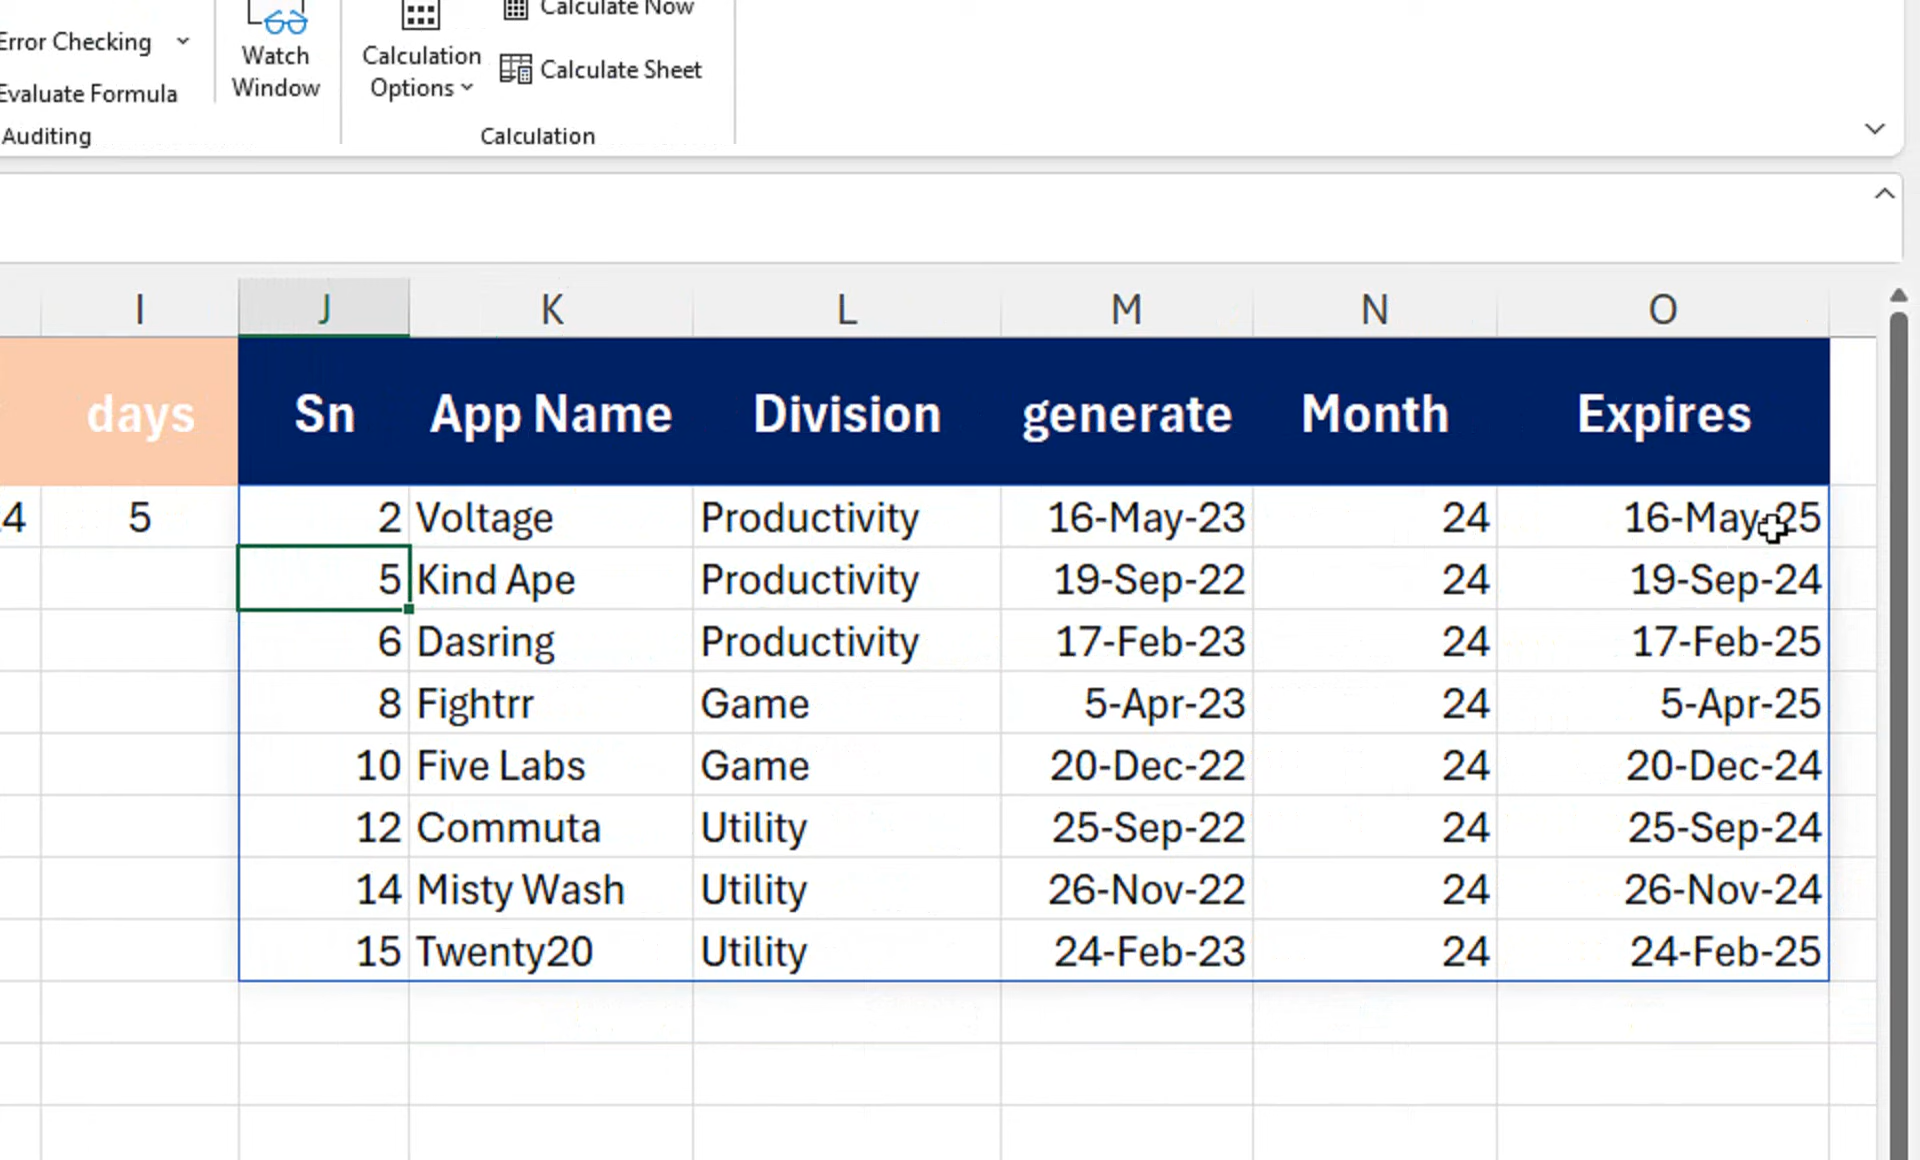 Error Checking
Evaluate Formula
Auditing
Watch
Window
Calculation
Options
Calculate Now
Calculate Sheet
Calculation
I J K L M N O
days Sn App Name Division generate Month Expires
4 5 2 Voltage Productivity 16-May-23 24 16-May-25
5 Kind Ape Productivity 19-Sep-22 24 19-Sep-24
6 Dasring Productivity 17-Feb-23 24 17-Feb-25
8 Fightrr Game 5-Apr-23 24 5-Apr-25
10 Five Labs Game 20-Dec-22 24 20-Dec-24
12 Commuta Utility 25-Sep-22 24 25-Sep-24
14 Misty Wash Utility 26-Nov-22 24 26-Nov-24
15 Twenty20 Utility 24-Feb-23 24 24-Feb-25